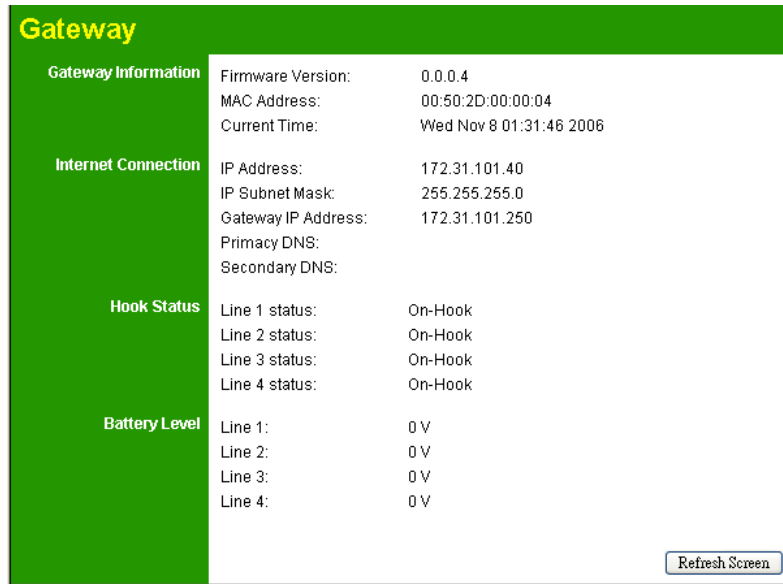 Gateway
Gateway Information
Firmware Version: 0.0.0.4
MAC Address: 00:50:2D:00:00:04
Current Time: Wed Nov 8 01:31:46 2006
Internet Connection
IP Address: 172.31.101.40
IP Subnet Mask: 255.255.255.0
Gateway IP Address: 172.31.101.250
Primacy DNS:
Secondary DNS:
Hook Status
Line 1 status: On-Hook
Line 2 status: On-Hook
Line 3 status: On-Hook
Line 4 status: On-Hook
Battery Level
Line 1: 0 V
Line 2: 0 V
Line 3: 0 V
Line 4: 0 V
Refresh Screen